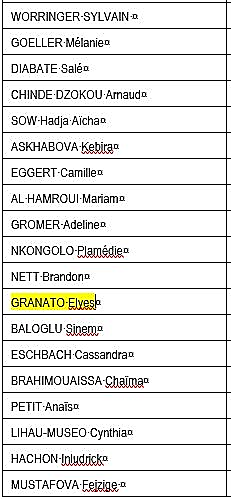 WORRINGER SYLVAIN
GOELLER Mélanie
DIABATE Salé
CHINDE DZOKOU Arnaud
SOW Hadja Aïcha
ASKHABOVA Kebira
EGGERT Camille
AL HAMROUI Mariam
GROMER Adeline
NKONGOLO Plamédie
NETT Brandon
GRANATO Elyes
BALOGLU Sinem
ESCHBACH Cassandra
BRAHIMOUAISSA Chaïma
PETIT Anaïs
LIHAU-MUSEO Cynthia
HACHON Inludrick
MUSTAFOVA Fejzige